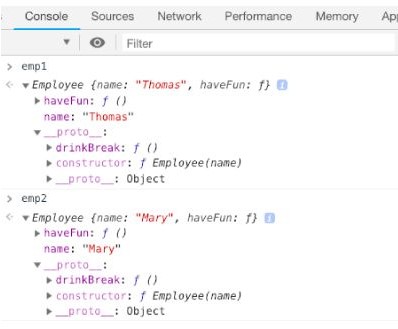 Console Sources Network Performance Memory
Filter
> emp1
Employee {name: "Thomas", haveFun: ƒ} i
haveFun: ƒ ()
name: "Thomas"
__proto__:
drinkBreak: ƒ ()
constructor: ƒ Employee(name)
__proto__: Object
> emp2
Employee {name: "Mary", haveFun: ƒ} i
haveFun: ƒ ()
name: "Mary"
__proto__:
drinkBreak: ƒ ()
constructor: ƒ Employee(name)
__proto__: Object